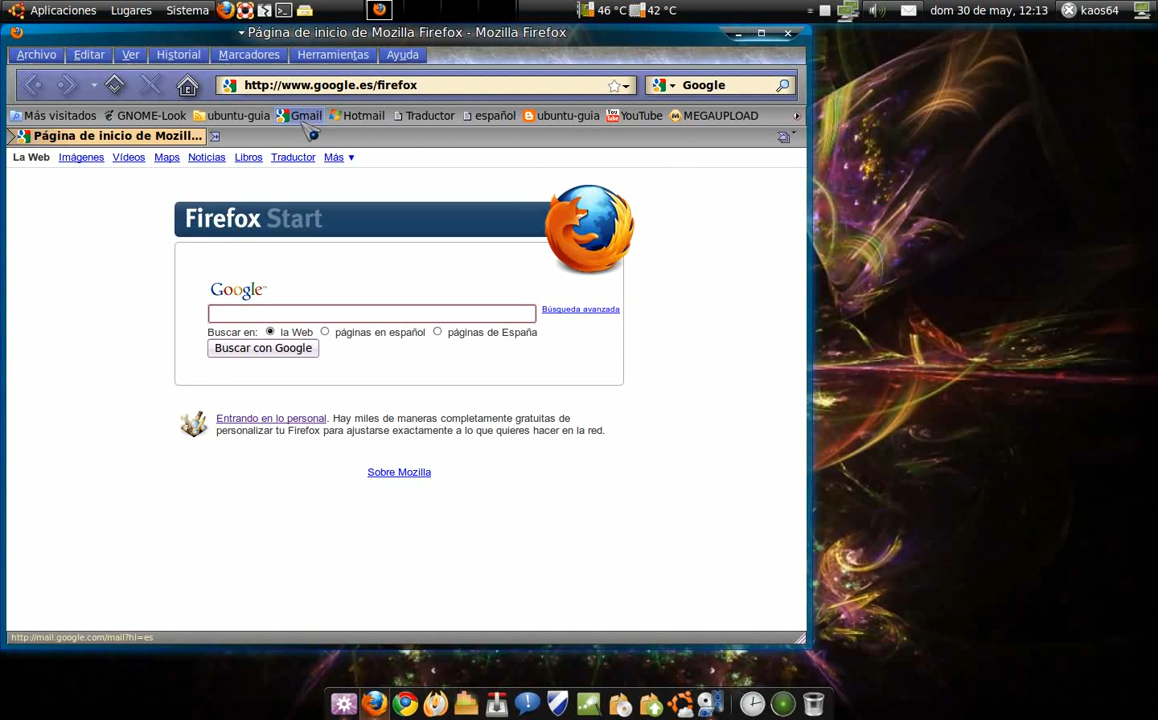 Aplicaciones Lugares Sistema 46 °C 42 °C dom 30 de may, 12:13 kaos64
Página de inicio de Mozilla Firefox - Mozilla Firefox
Archivo Editar Ver Historial Marcadores Herramientas Ayuda
http://www.google.es/firefox Google
Más visitados GNOME-Look ubuntu-guia Gmail Hotmail Traductor español ubuntu-guia YouTube MEGAUPLOAD
Página de inicio de Mozill...
La Web Imágenes Vídeos Maps Noticias Libros Traductor Más ▼
Firefox Start
Google™
Búsqueda avanzada
Buscar en: la Web páginas en español páginas de España
Buscar con Google
Entrando en lo personal. Hay miles de maneras completamente gratuitas de
personalizar tu Firefox para ajustarse exactamente a lo que quieres hacer en la red.
Sobre Mozilla
http://mail.google.com/mail?hl=es